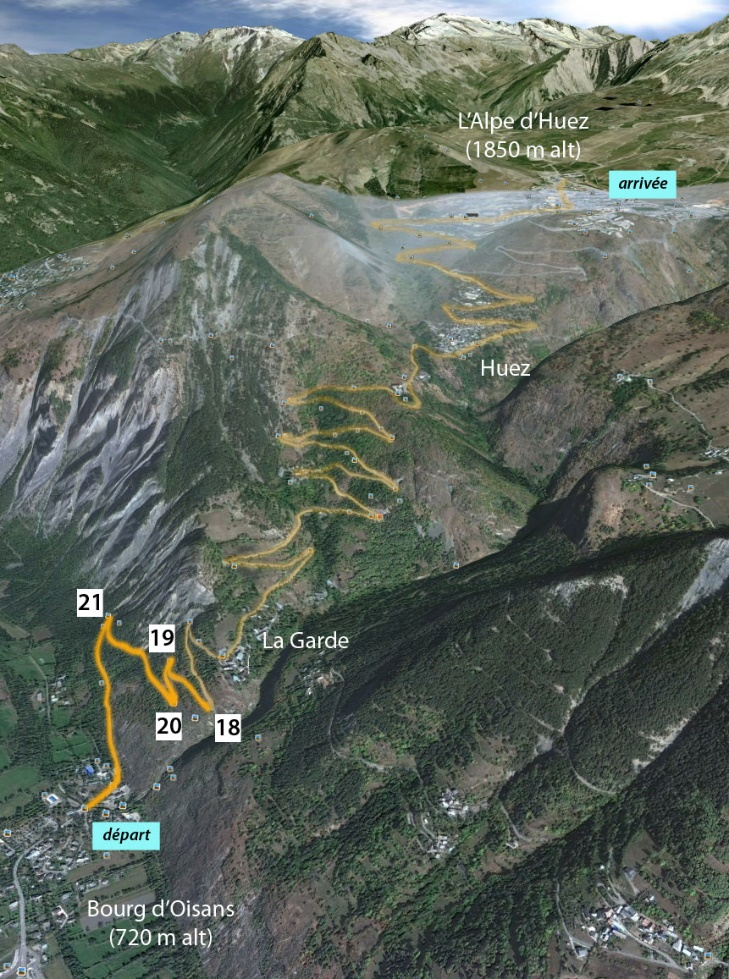 L'Alpe d'Huez
(1850 m alt)
arrivée
Huez
21
19
La Garde
20
18
départ
Bourg d'Oisans
(720 m alt)